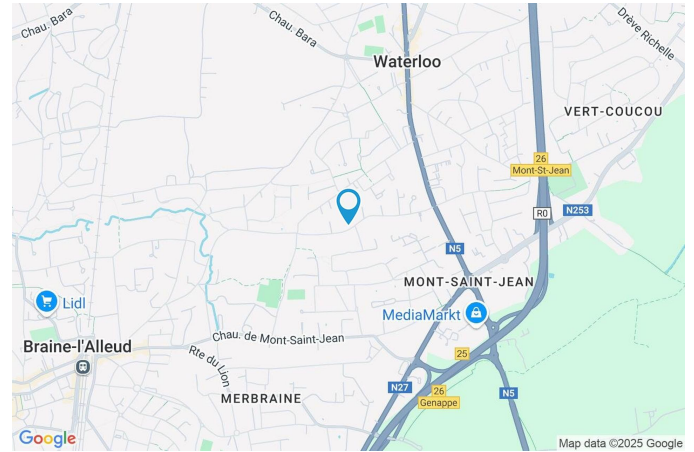 Chau. Bara
Chau. Bara
Drève Richelle
Waterloo
VERT-COUCOU
26
Mont-St-Jean
R0
N253
N5
MONT-SAINT-JEAN
Lidl
MediaMarkt
Chau. de Mont-Saint-Jean
Braine-l'Alleud
Rte du Lion
25
N27
26
Genappe
N5
MERBRAINE
Google
Map data ©2025 Google